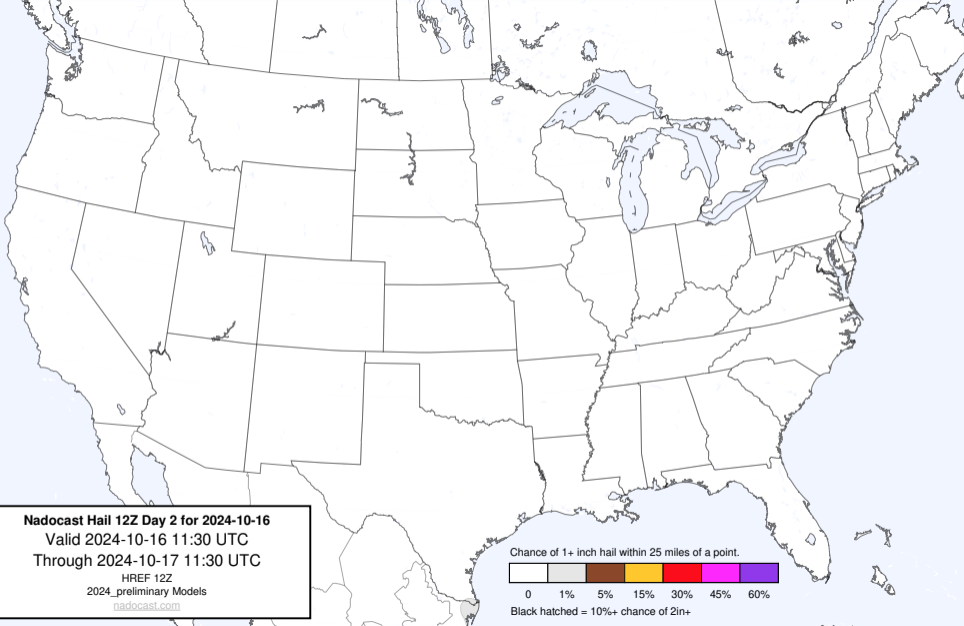 Nadocast Hail 12Z Day 2 for 2024-10-16
Valid 2024-10-16 11:30 UTC
Through 2024-10-17 11:30 UTC
HREF 12Z
2024_preliminary Models
nadocast.com
Chance of 1+ inch hail within 25 miles of a point.
0 1% 5% 15% 30% 45% 60%
Black hatched = 10%+ chance of 2in+